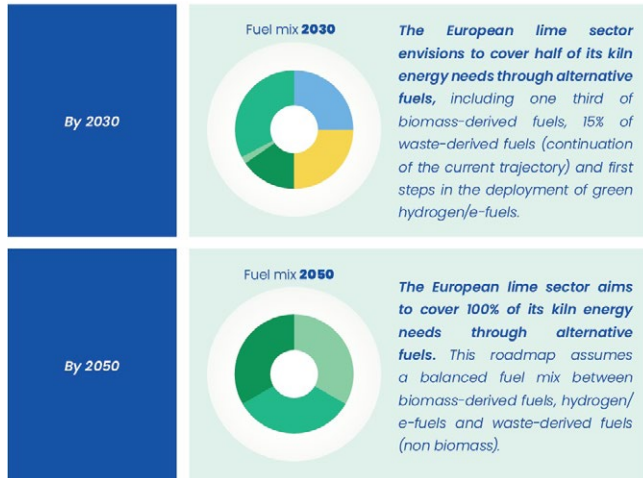 By 2030
Fuel mix 2030
The European lime sector
envisions to cover half of its kiln
energy needs through alternative
fuels, including one third of
biomass-derived fuels, 15% of
waste-derived fuels (continuation
of the current trajectory) and first
steps in the deployment of green
hydrogen/e-fuels.
By 2050
Fuel mix 2050
The European lime sector aims
to cover 100% of its kiln energy
needs through alternative
fuels. This roadmap assumes
a balanced fuel mix between
biomass-derived fuels, hydrogen/
e-fuels and waste-derived fuels
(non biomass).